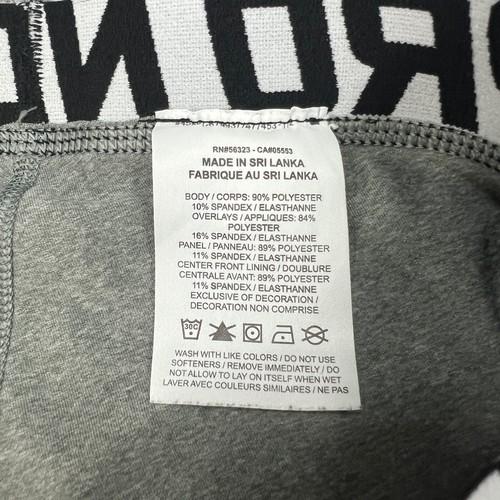 RN#56323 - CA#05553
MADE IN SRI LANKA
FABRIQUE AU SRI LANKA
BODY / CORPS: 90% POLYESTER
10% SPANDEX / ELASTHANNE
OVERLAYS / APPLIQUES: 84%
POLYESTER
16% SPANDEX / ELASTHANNE
PANEL / PANNEAU: 89% POLYESTER
11% SPANDEX / ELASTHANNE
CENTER FRONT LINING / DOUBLURE
CENTRALE AVANT: 89% POLYESTER
11% SPANDEX / ELASTHANNE
EXCLUSIVE OF DECORATION /
DECORATION NON COMPRISE
30C
WASH WITH LIKE COLORS / DO NOT USE
SOFTENERS / REMOVE IMMEDIATELY / DO
NOT ALLOW TO LAY ON ITSELF WHEN WET
LAVER AVEC COULEURS SIMILAIRES / NE PAS